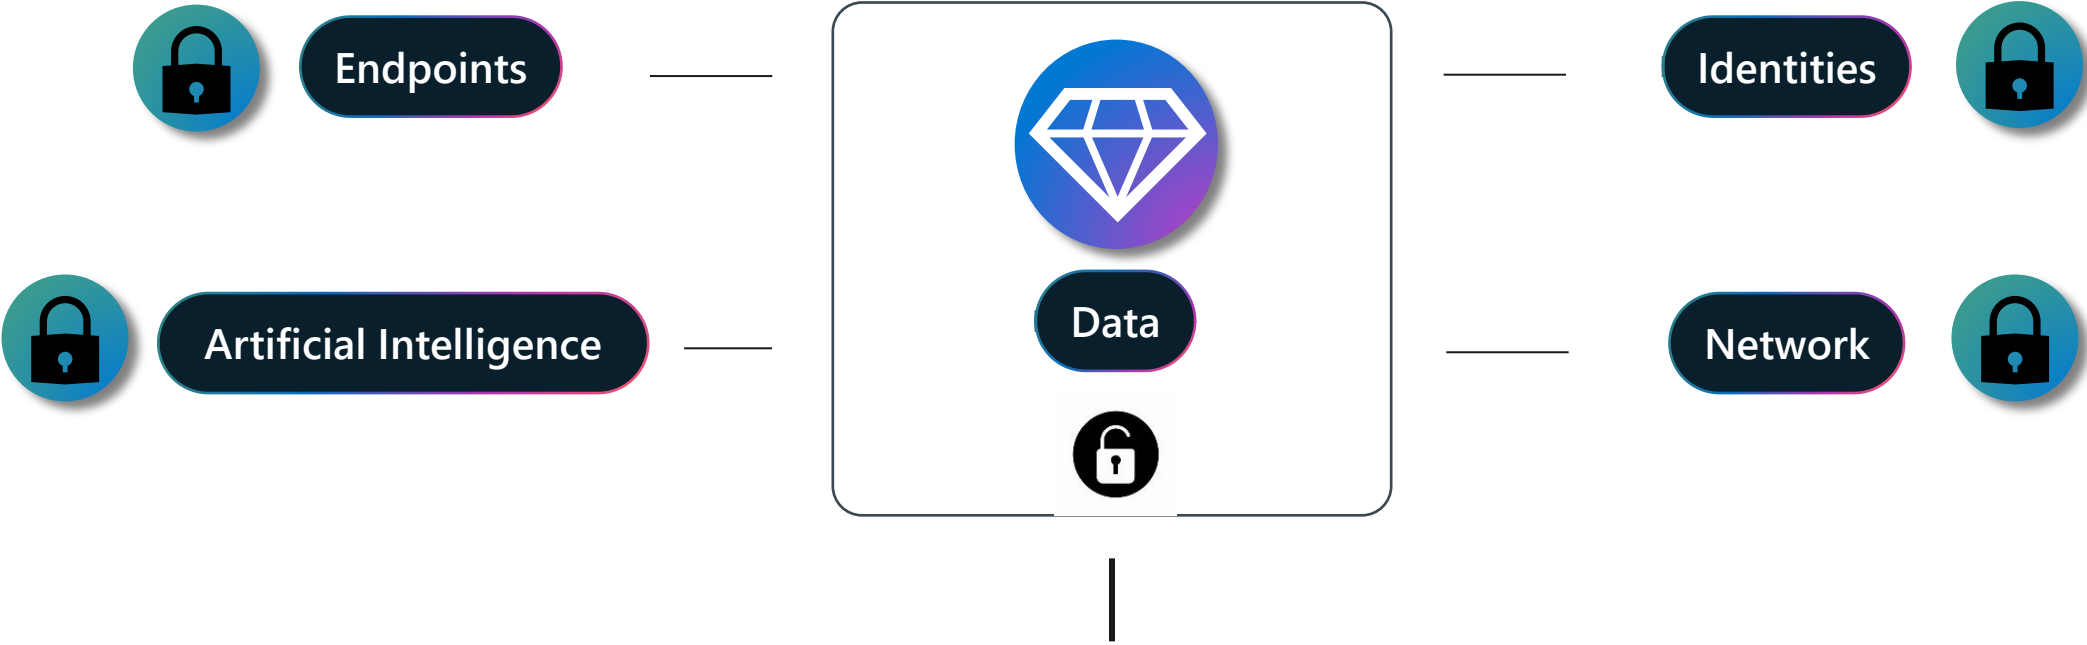 Endpoints
Identities
Data
Artificial Intelligence
Network